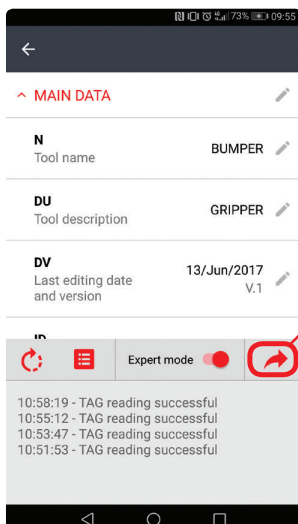 73% 09:55
MAIN DATA
N
Tool name
BUMPER
DU
Tool description
GRIPPER
DV
Last editing date
and version
13/Jun/2017
V.1
ID
Expert mode
10:58:19 - TAG reading successful
10:55:12 - TAG reading successful
10:53:47 - TAG reading successful
10:51:53 - TAG reading successful